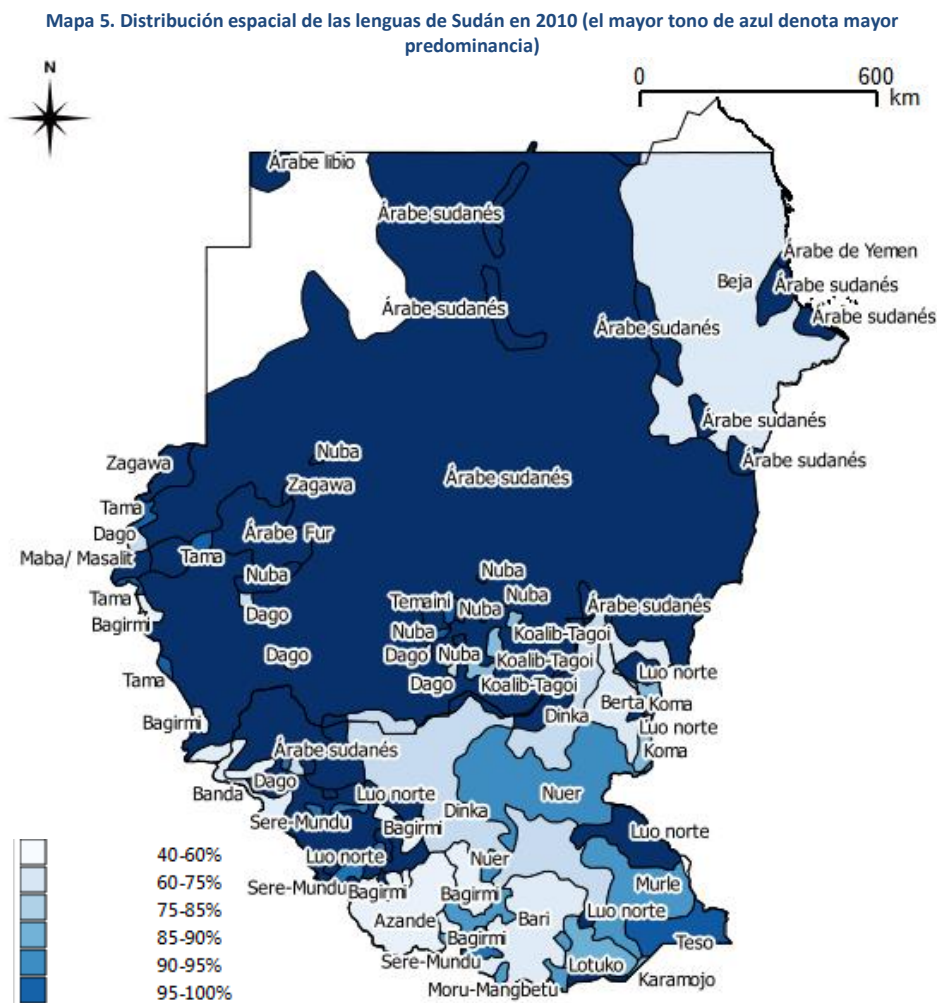 Mapa 5. Distribución espacial de las lenguas de Sudán en 2010 (el mayor tono de azul denota mayor
predominancia)
N
0 600
km
Árabe libio
Árabe sudanés
Árabe de Yemen
Beja
Árabe sudanés
Árabe sudanés
Árabe sudanés
Árabe sudanés
Árabe sudanés
Nuba
Árabe sudanés
Zagawa
Árabe sudanés
Zagawa
Tama
Árabe Fur
Dago
Maba/ Masalit
Tama
Nuba
Nuba
Tama
Temainl
Nuba
Nuba
Árabe sudanés
Bagirmi
Dago
Nuba
Koalib-Tagoi
Dago
Dago
Nuba
Koalib-Tagoi
Luo norte
Tama
Dago
Koalib-Tagoi
Berta
Koma
Bagirmi
Dinka
Luo norte
Árabe sudanés
Koma
Dago
Banda
Luo norte
Nuer
Dinka
Sere-Mundu
Bagirmi
Luo norte
Luo norte
Nuer
Sere-Mundu
Bagirmi
Bagirmi
Murle
Azande
Bari
Luo norte
Bagirmi
Teso
Sere-Mundu
Lotuko
Karamojo
Moru-Mangbetu
40-60%
60-75%
75-85%
85-90%
90-95%
95-100%